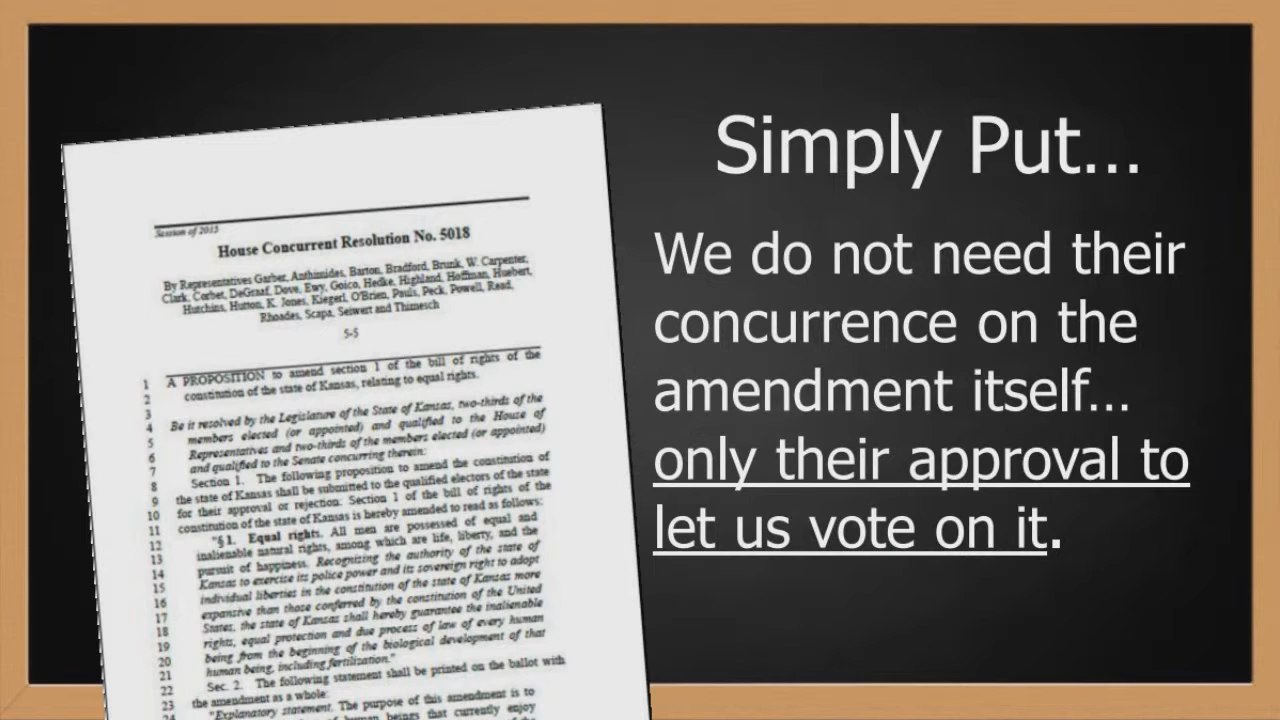 Session of 2015
House Concurrent Resolution No. 5018
By Representatives Garber, Anthimides, Barton, Bradford, Brunk, W. Carpenter,
Clark, Corbet, DeGraaf, Dove, Ewy, Goico, Hedke, Highland, Hoffman, Huebert,
Hutchins, Hutton, K. Jones, Kiegerl, O'Brien, Pauls, Peck, Powell, Read,
Rhoades, Scapa, Seiwert and Thimesch
5-5
1 A PROPOSITION to amend section 1 of the bill of rights of the
2 constitution of the state of Kansas, relating to equal rights.
3
4 Be it resolved by the Legislature of the State of Kansas, two-thirds of the
5 members elected (or appointed) and qualified to the House of
6 Representatives and two-thirds of the members elected (or appointed)
7 and qualified to the Senate concurring therein:
8 Section 1. The following proposition to amend the constitution of
9 the state of Kansas shall be submitted to the qualified electors of the state
10 for their approval or rejection: Section 1 of the bill of rights of the
11 constitution of the state of Kansas is hereby amended to read as follows:
12 "§ 1. Equal rights. All men are possessed of equal and
13 inalienable natural rights, among which are life, liberty, and the
14 pursuit of happiness. Recognizing the authority of the state of
15 Kansas to exercise its police power and its sovereign right to adopt
16 individual liberties in the constitution of the state of Kansas more
17 expansive than those conferred by the constitution of the United
18 States, the state of Kansas shall hereby guarantee the inalienable
19 rights, equal protection and due process of law of every human
20 being from the beginning of the biological development of that
21 human being, including fertilization."
22 Sec. 2. The following statement shall be printed on the ballot with
23 the amendment as a whole:
24 "Explanatory statement. The purpose of this amendment is to
of human beings that currently enjoy
Simply Put...
We do not need their
concurrence on the
amendment itself...
only their approval to
let us vote on it.